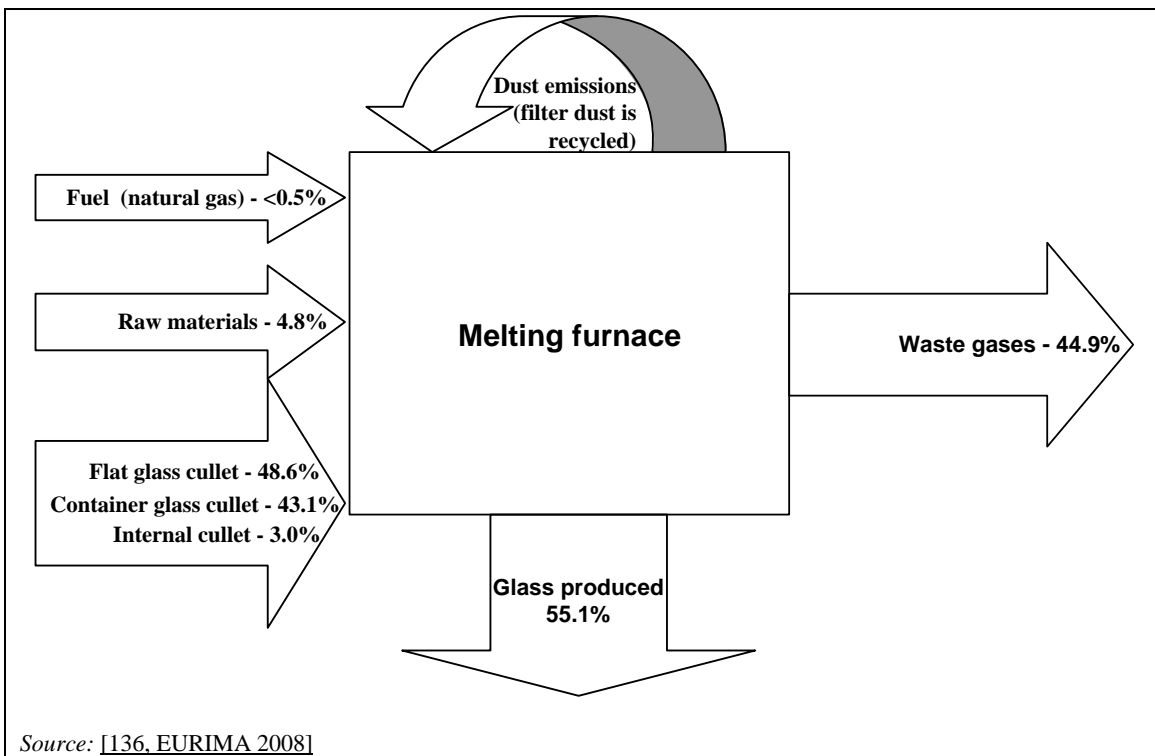 Dust emissions
(filter dust is
recycled)
Fuel (natural gas) - <0.5%
Raw materials - 4.8%
Melting furnace
Waste gases - 44.9%
Flat glass cullet - 48.6%
Container glass cullet - 43.1%
Internal cullet - 3.0%
Glass produced
55.1%
Source: [136, EURIMA 2008]